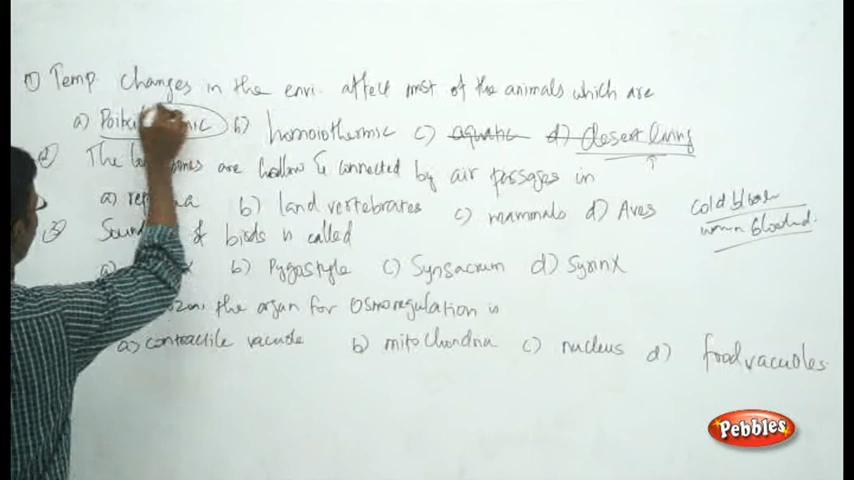 1) Temp changes in the envi. affect most of the animals which are
a) b) homoiothermic c) aquatic d) desert living
2) The are hollow & connected by air passages in
a) b) land vertebrates c) mammals d) Aves
cold blood
warm blooded.
3) of birds is called
b) Pygostyle c) Synsacrum d) Syrinx
the organ for Osmoregulation is
a) contractile vacuole b) mitochondria c) nucleus d) food vacuoles
Pebbles